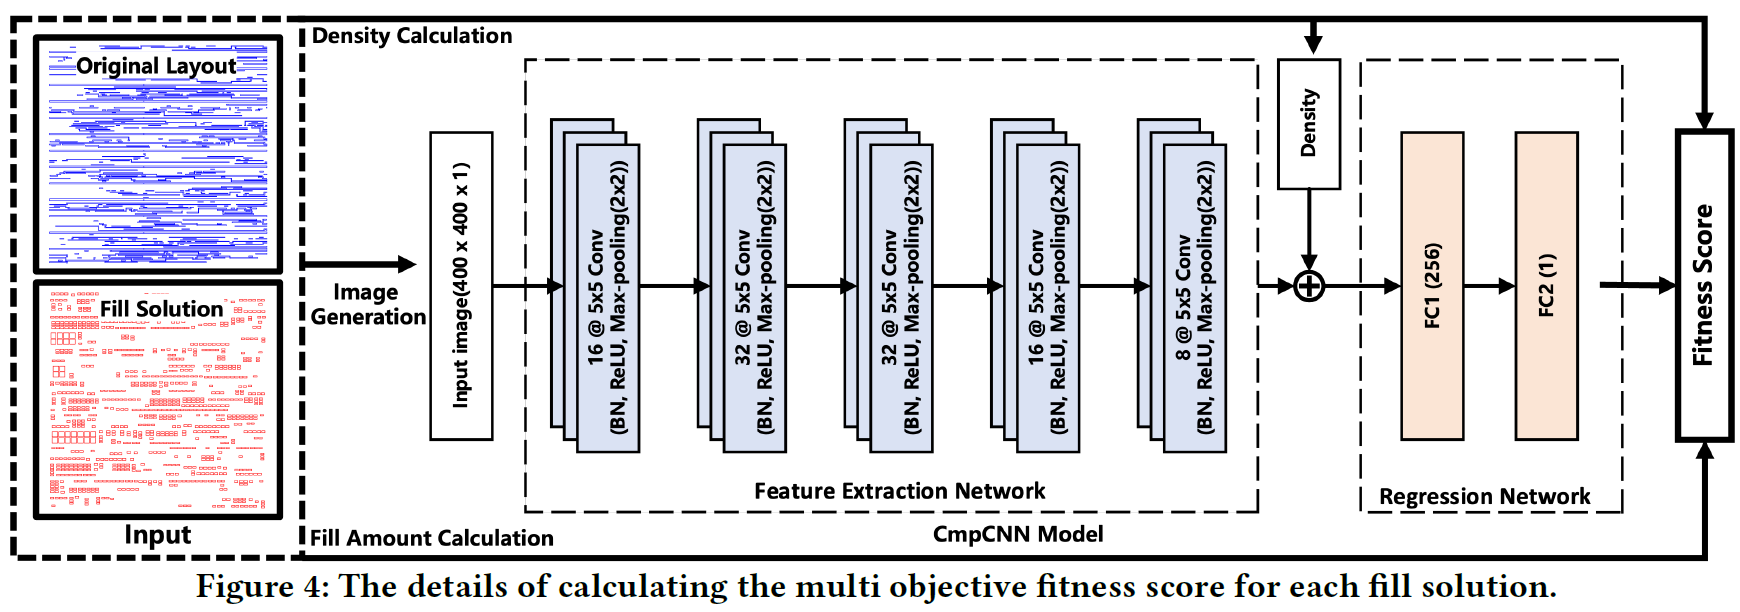 Density Calculation
Original Layout
Fill Solution
Input
Image
Generation
Input image(400 x 400 x 1)
16 @ 5x5 Conv
(BN, ReLU, Max-pooling(2x2))
32 @ 5x5 Conv
(BN, ReLU, Max-pooling(2x2))
32 @ 5x5 Conv
(BN, ReLU, Max-pooling(2x2))
16 @ 5x5 Conv
(BN, ReLU, Max-pooling(2x2))
8 @ 5x5 Conv
(BN, ReLU, Max-pooling(2x2))
Feature Extraction Network
Density
FC1 (256)
FC2 (1)
Regression Network
Fitness Score
CmpCNN Model
Fill Amount Calculation
Figure 4: The details of calculating the multi objective fitness score for each fill solution.